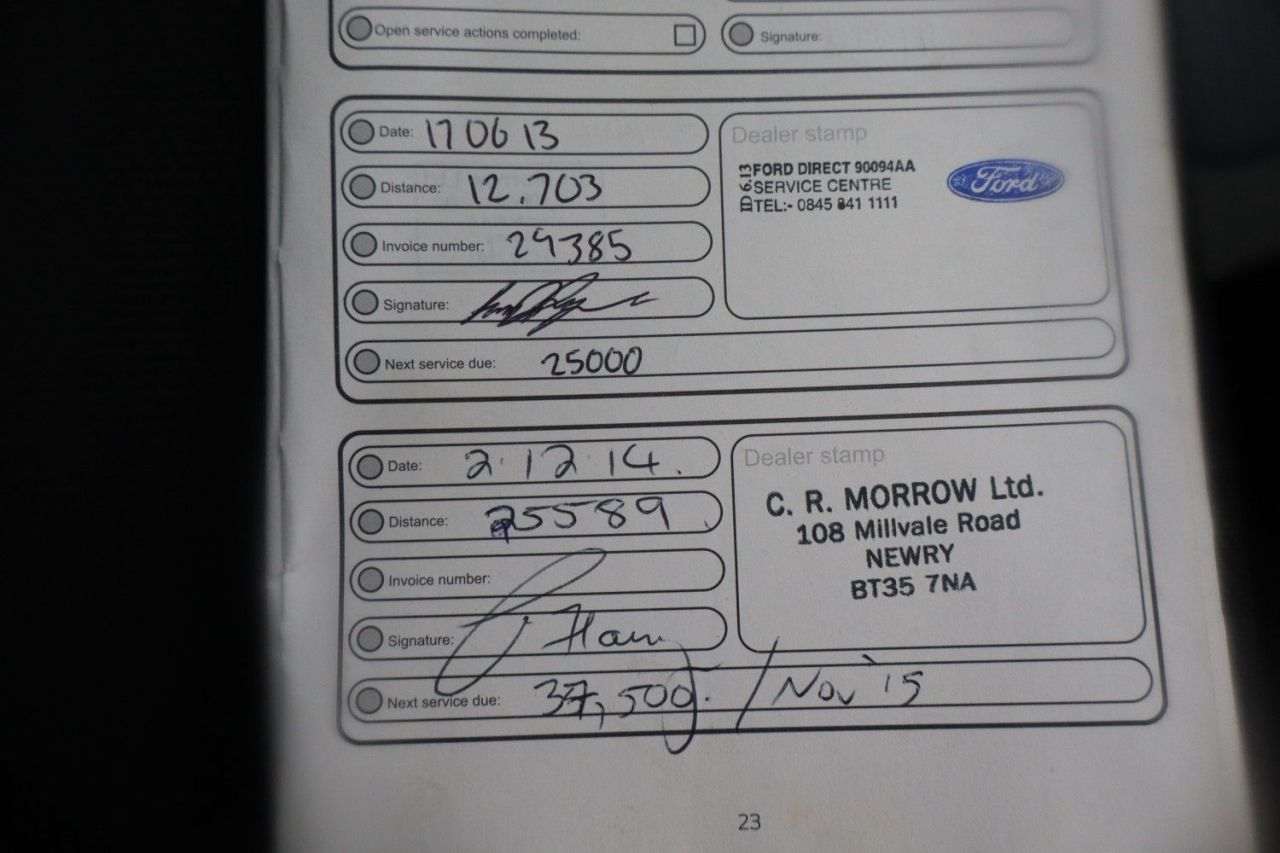 Open service actions completed:
Signature:
Date: 17 06 13
Distance: 12.703
Invoice number: 29385
Signature:
Next service due: 25000
Dealer stamp
FORD DIRECT 90094AA
SERVICE CENTRE
TEL:- 0845 841 1111
Ford
Date: 2·12·14.
Distance: 25589
Invoice number:
Signature:
Next service due: 37,500. / Nov '15
Dealer stamp
C. R. MORROW Ltd.
108 Millvale Road
NEWRY
BT35 7NA
23